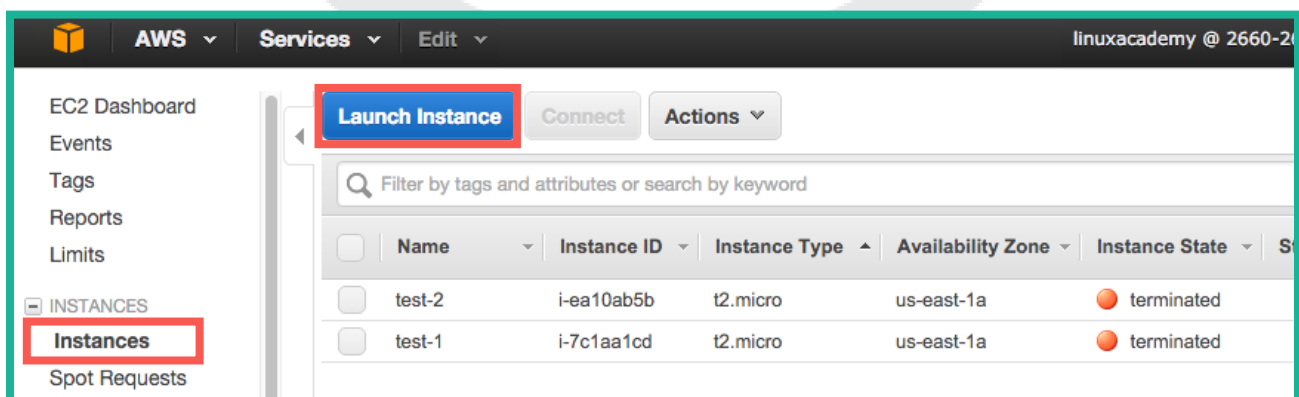 AWS Services Edit linuxacademy @ 2660-2
EC2 Dashboard
Events
Tags
Reports
Limits
INSTANCES
Instances
Spot Requests
Launch Instance Connect Actions
Filter by tags and attributes or search by keyword
Name Instance ID Instance Type Availability Zone Instance State
test-2 i-ea10ab5b t2.micro us-east-1a terminated
test-1 i-7c1aa1cd t2.micro us-east-1a terminated